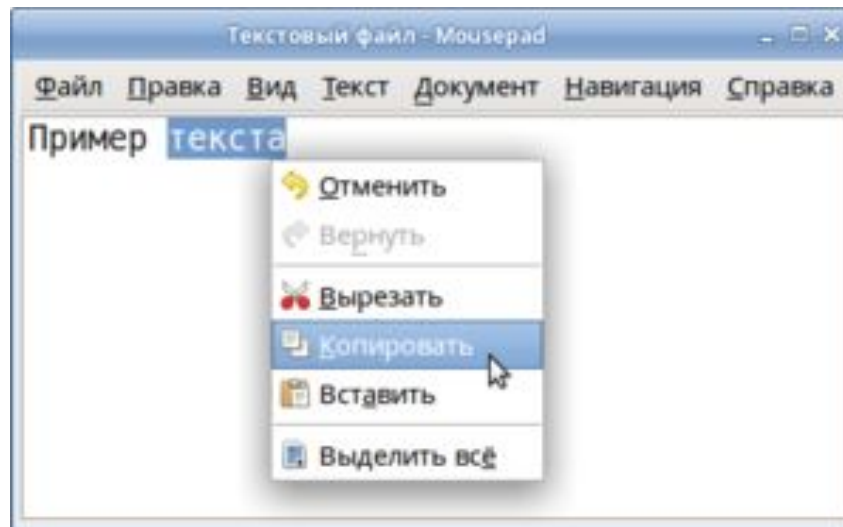 Текстовый файл - Mousepad
Файл Правка Вид Текст Документ Навигация Справка
Пример текста
Отменить
Вернуть
Вырезать
Копировать
Вставить
Выделить всё